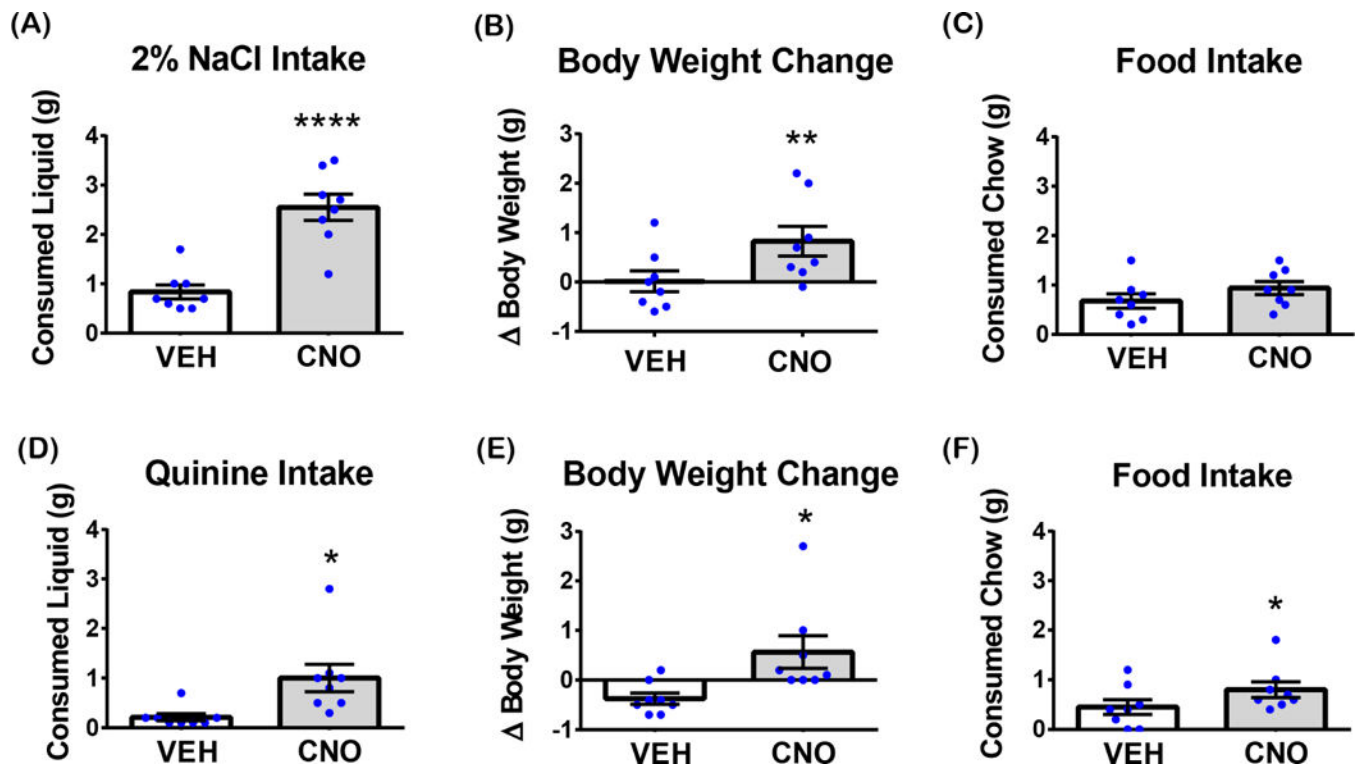 (A)
2% NaCl Intake
Consumed Liquid (g)
4
3
2
1
0
****
VEH CNO
(B)
Body Weight Change
Δ Body Weight (g)
3
2
1
0
-1
**
VEH CNO
(C)
Food Intake
Consumed Chow (g)
4
3
2
1
0
VEH CNO
(D)
Quinine Intake
Consumed Liquid (g)
4
3
2
1
0
*
VEH CNO
(E)
Body Weight Change
Δ Body Weight (g)
3
2
1
0
-1
*
VEH CNO
(F)
Food Intake
Consumed Chow (g)
4
3
2
1
0
*
VEH CNO